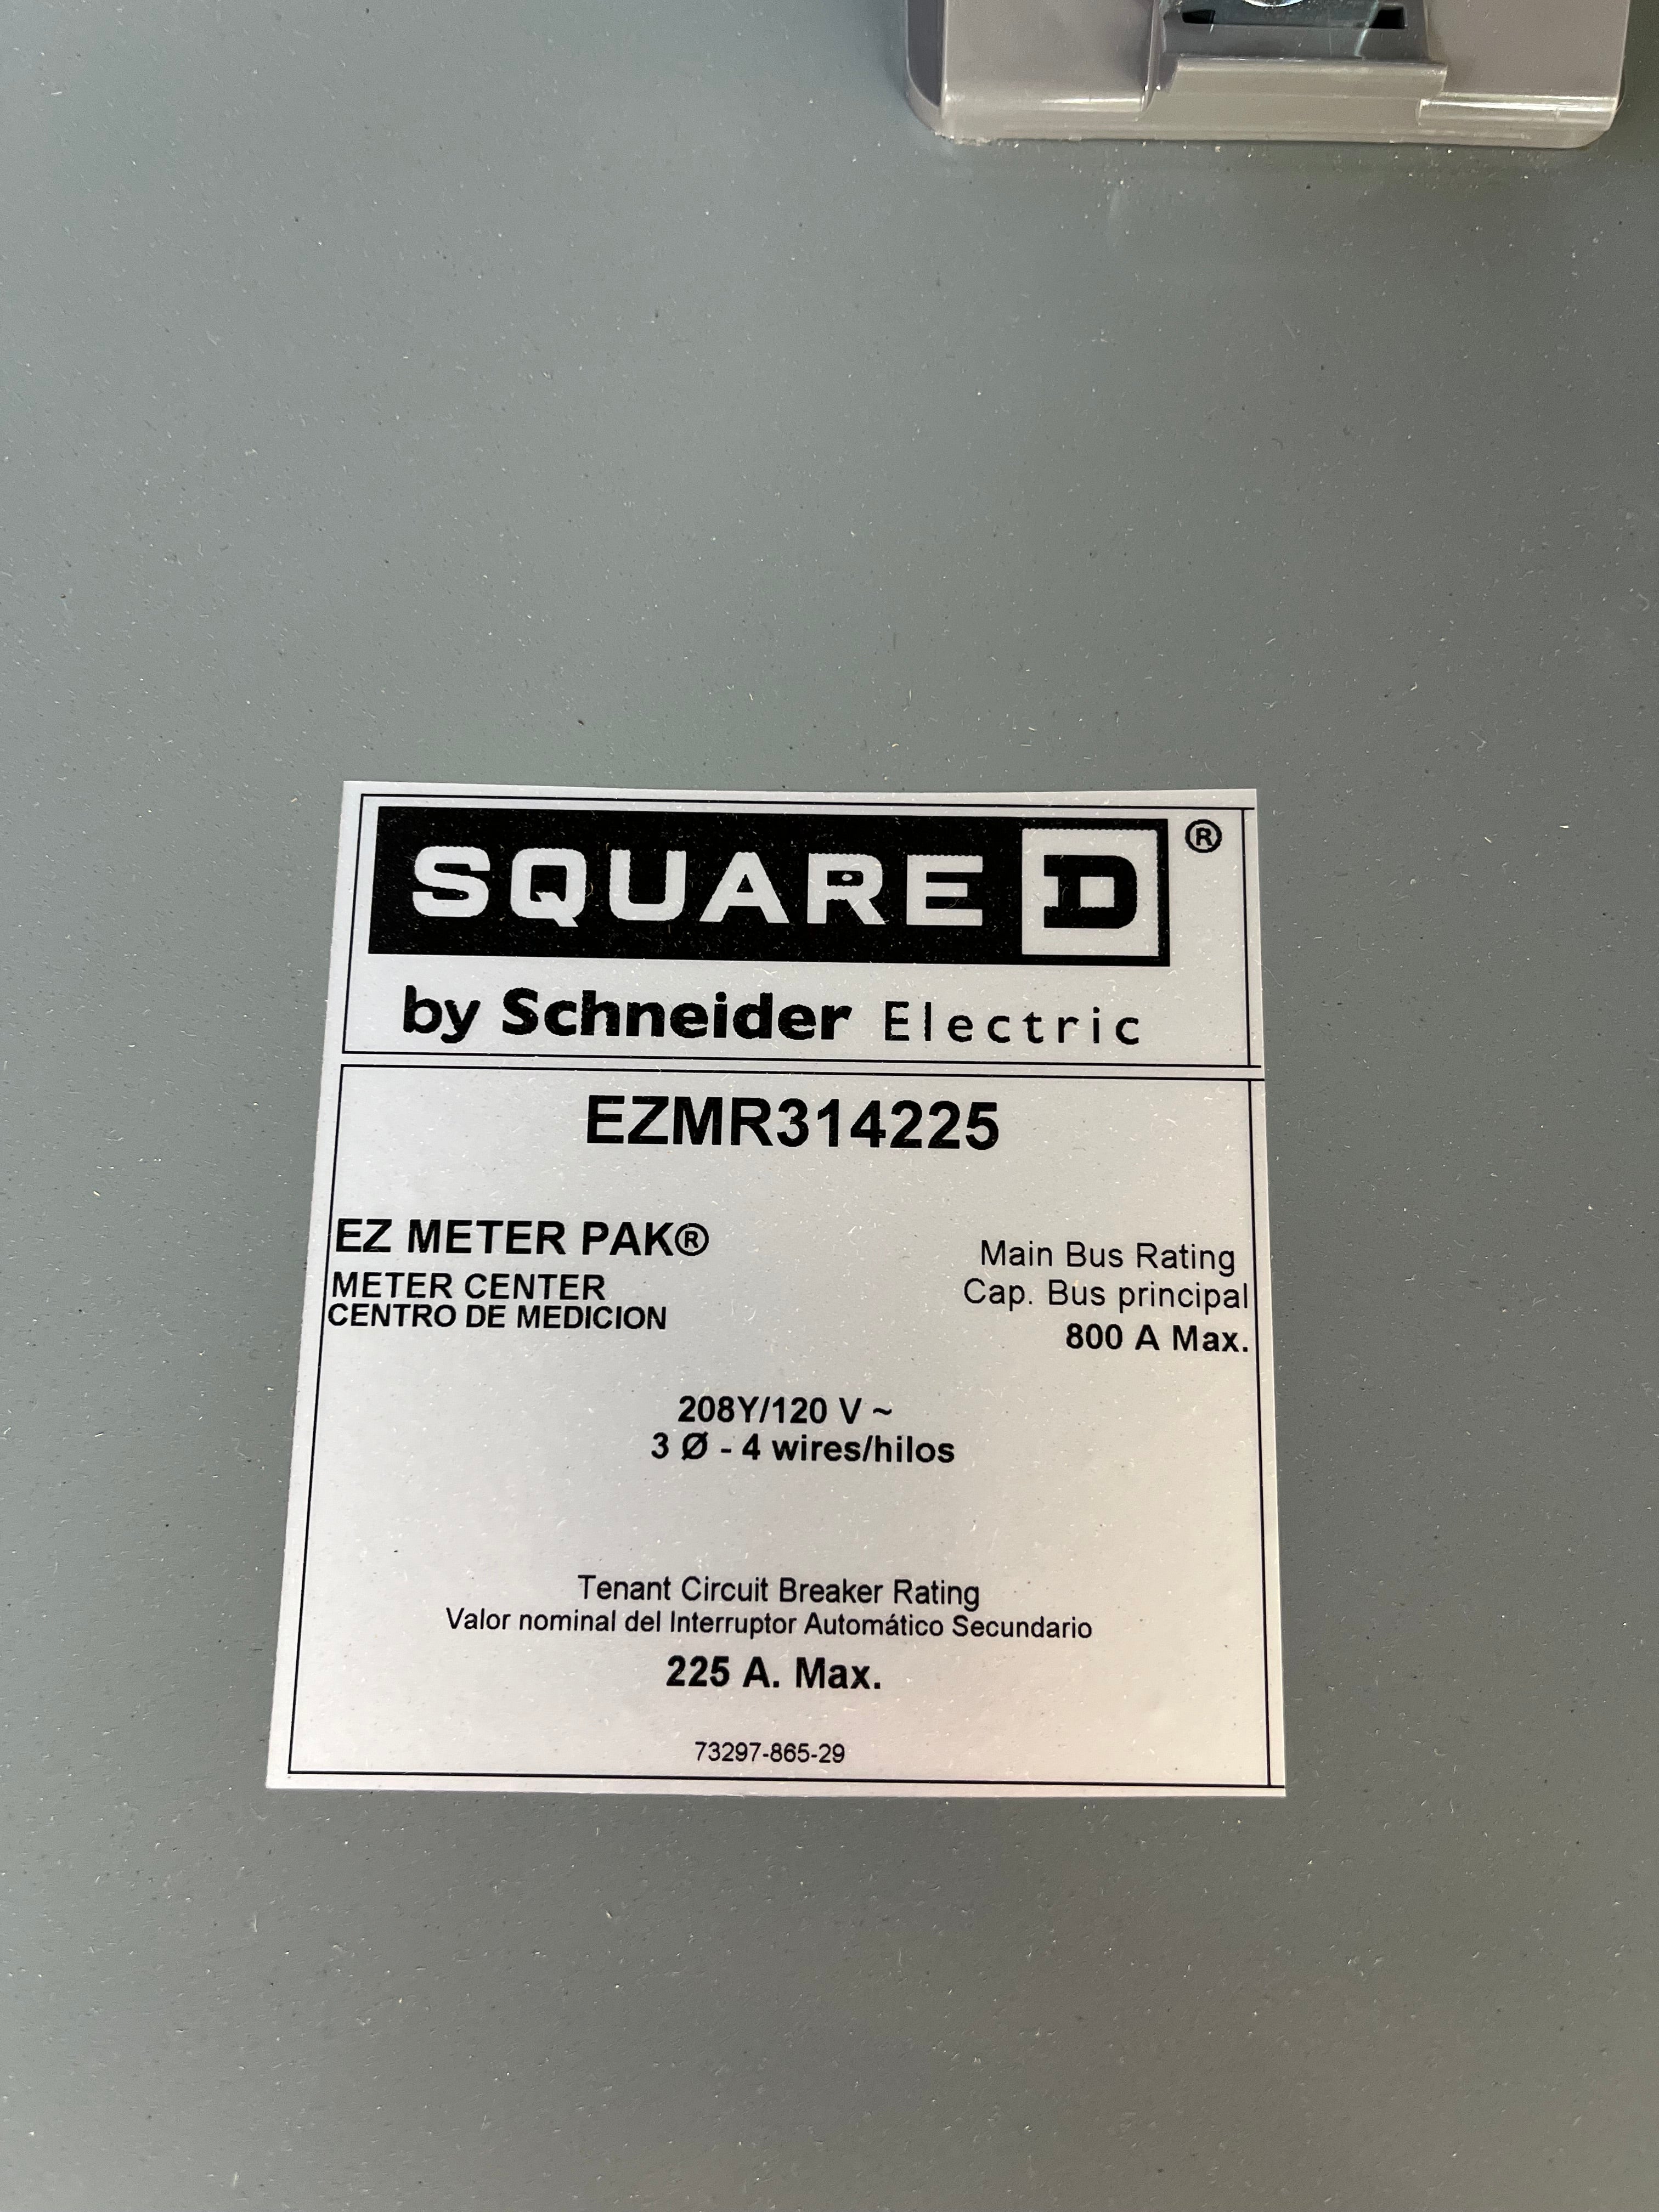 SQUARE D ®
by Schneider Electric
EZMR314225
EZ METER PAK®
METER CENTER
CENTRO DE MEDICION
Main Bus Rating
Cap. Bus principal
800 A Max.
208Y/120 V ~
3 Ø - 4 wires/hilos
Tenant Circuit Breaker Rating
Valor nominal del Interruptor Automático Secundario
225 A. Max.
73297-865-29